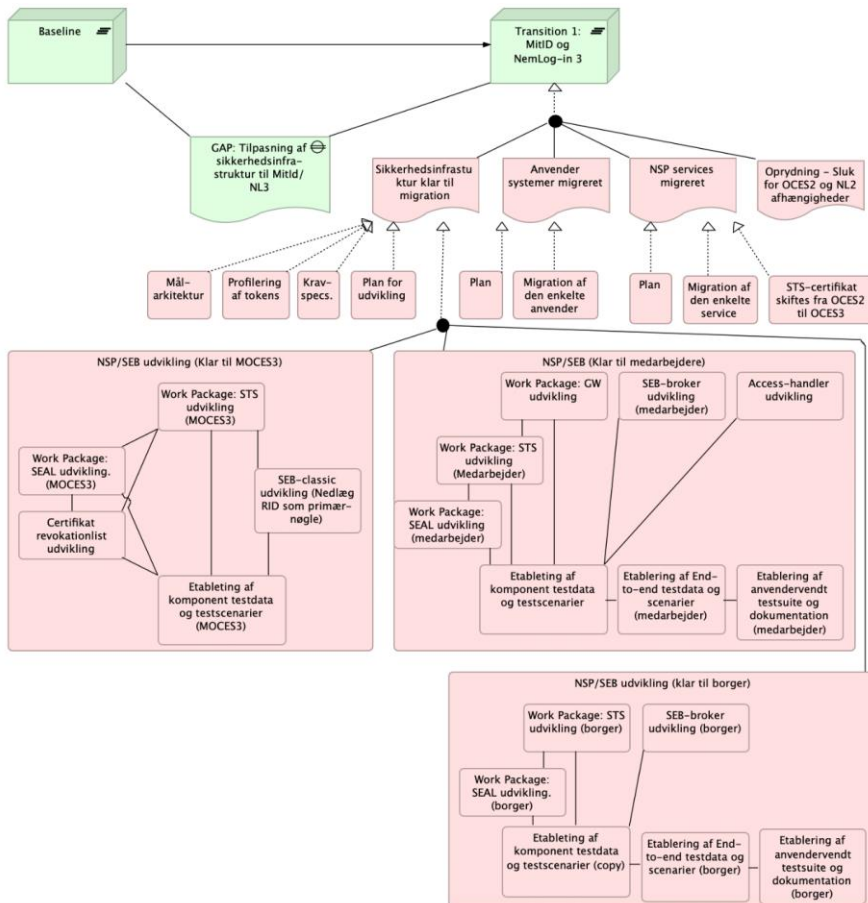 Baseline
Transition 1:
MitID og
NemLog-in 3
GAP: Tilpasning af
sikkerhedsinfra-
struktur til MitId/
NL3
Sikkerhedsinfrastu
ktur klar til
migration
Anvender
systemer migreret
NSP services
migreret
Oprydning - Sluk
for OCES2 og NL2
afhængigheder
Mål-
arkitektur
Profilering
af tokens
Krav-
specs.
Plan for
udvikling
Plan
Migration af
den enkelte
anvender
Plan
Migration af
den enkelte
service
STS-certifikat
skiftes fra OCES2
til OCES3
NSP/SEB udvikling (Klar til MOCES3)
Work Package: STS
udvikling
(MOCES3)
Work Package:
SEAL udvikling.
(MOCES3)
SEB-classic
udvikling (Nedlæg
RID som primær-
nøgle)
Certifikat
revokationlist
udvikling
Etableting af
komponent testdata
og testscenarier
(MOCES3)
NSP/SEB (Klar til medarbejdere)
Work Package: GW
udvikling
SEB-broker
udvikling
(medarbejder)
Access-handler
udvikling
Work Package: STS
udvikling
(Medarbejder)
Work Package:
SEAL udvikling
(medarbejder)
Etableting af
komponent testdata
og testscenarier
Etablering af End-
to-end testdata og
scenarier
(medarbejder)
Etablering af
anvendervendt
testsuite og
dokumentation
(medarbejder)
NSP/SEB udvikling (klar til borger)
Work Package: STS
udvikling (borger)
SEB-broker
udvikling (borger)
Work Package:
SEAL udvikling.
(borger)
Etableting af
komponent testdata
og testscenarier (copy)
Etablering af End-
to-end testdata og
scenarier (borger)
Etablering af
anvendervendt
testsuite og
dokumentation
(borger)